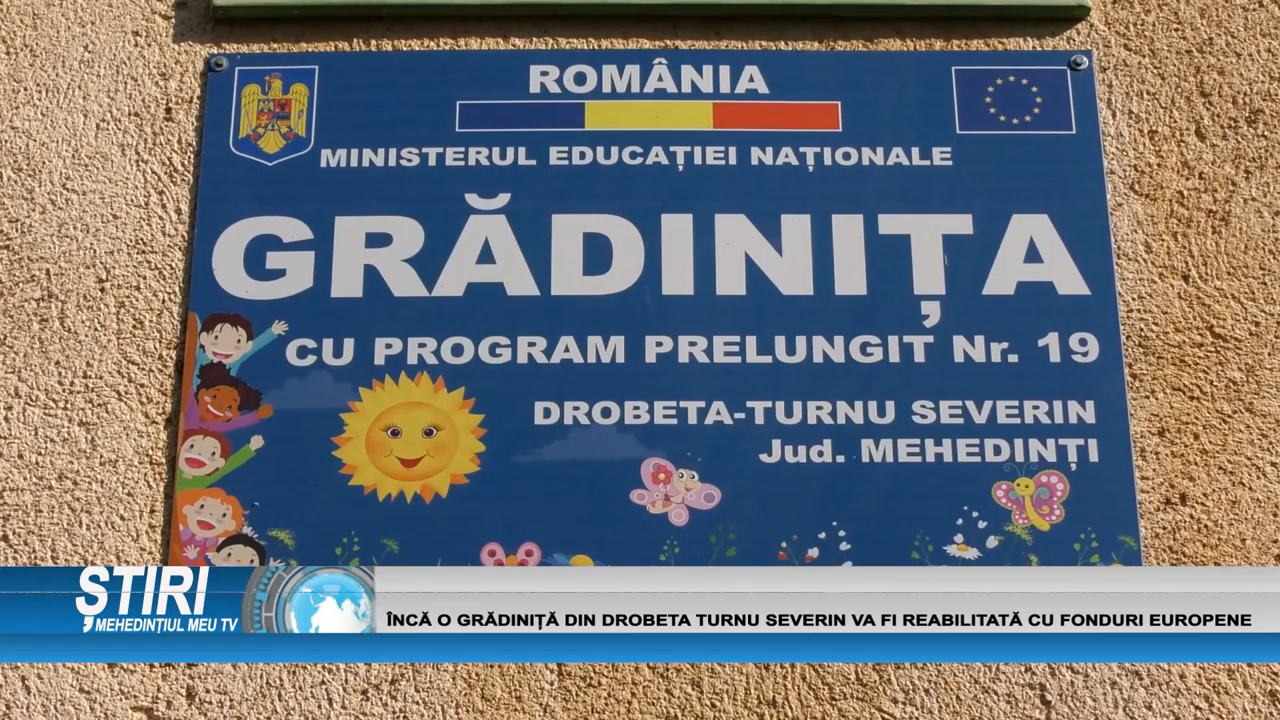 ROMÂNIA
MINISTERUL EDUCAȚIEI NAȚIONALE
GRĂDINIȚA
CU PROGRAM PRELUNGIT Nr. 19
DROBETA-TURNU SEVERIN
Jud. MEHEDINȚI
ȘTIRI
MEHEDINȚIUL MEU TV
ÎNCĂ O GRĂDINIȚĂ DIN DROBETA TURNU SEVERIN VA FI REABILITATĂ CU FONDURI EUROPENE